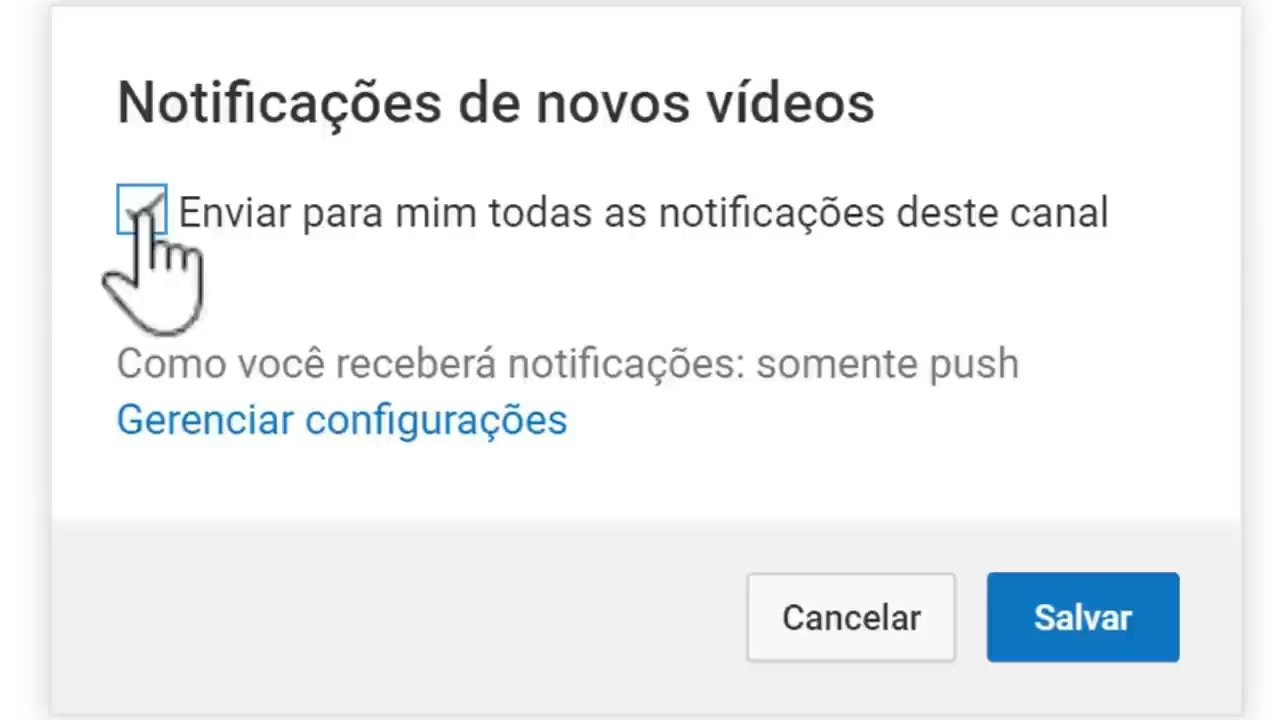 Notificações de novos vídeos
Enviar para mim todas as notificações deste canal
Como você receberá notificações: somente push
Gerenciar configurações
Cancelar
Salvar